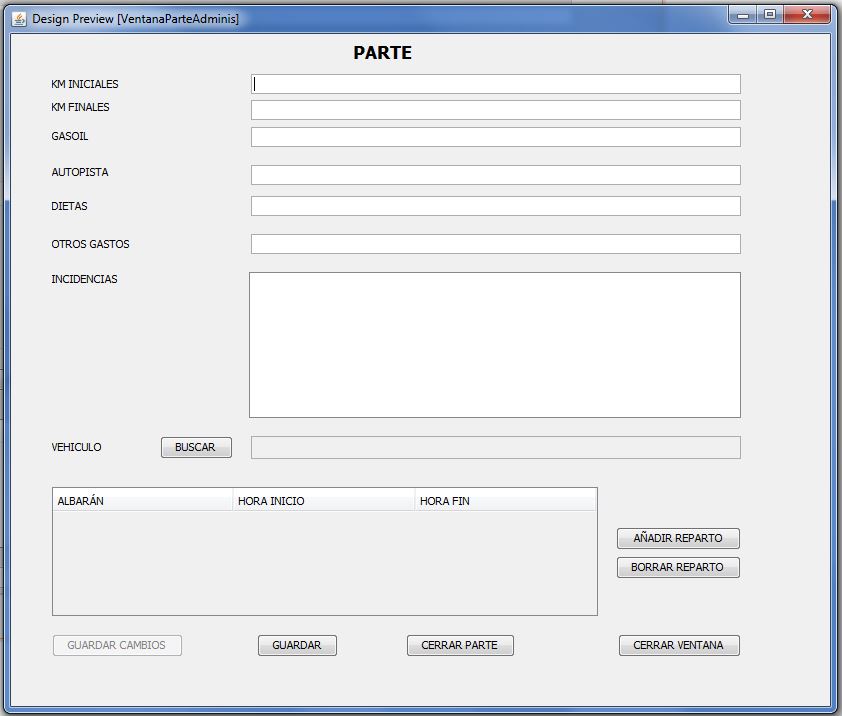 Design Preview [VentanaParteAdminis]
PARTE
KM INICIALES
KM FINALES
GASOIL
AUTOPISTA
DIETAS
OTROS GASTOS
INCIDENCIAS
VEHICULO BUSCAR
ALBARÁN HORA INICIO HORA FIN
AÑADIR REPARTO
BORRAR REPARTO
GUARDAR CAMBIOS GUARDAR CERRAR PARTE CERRAR VENTANA